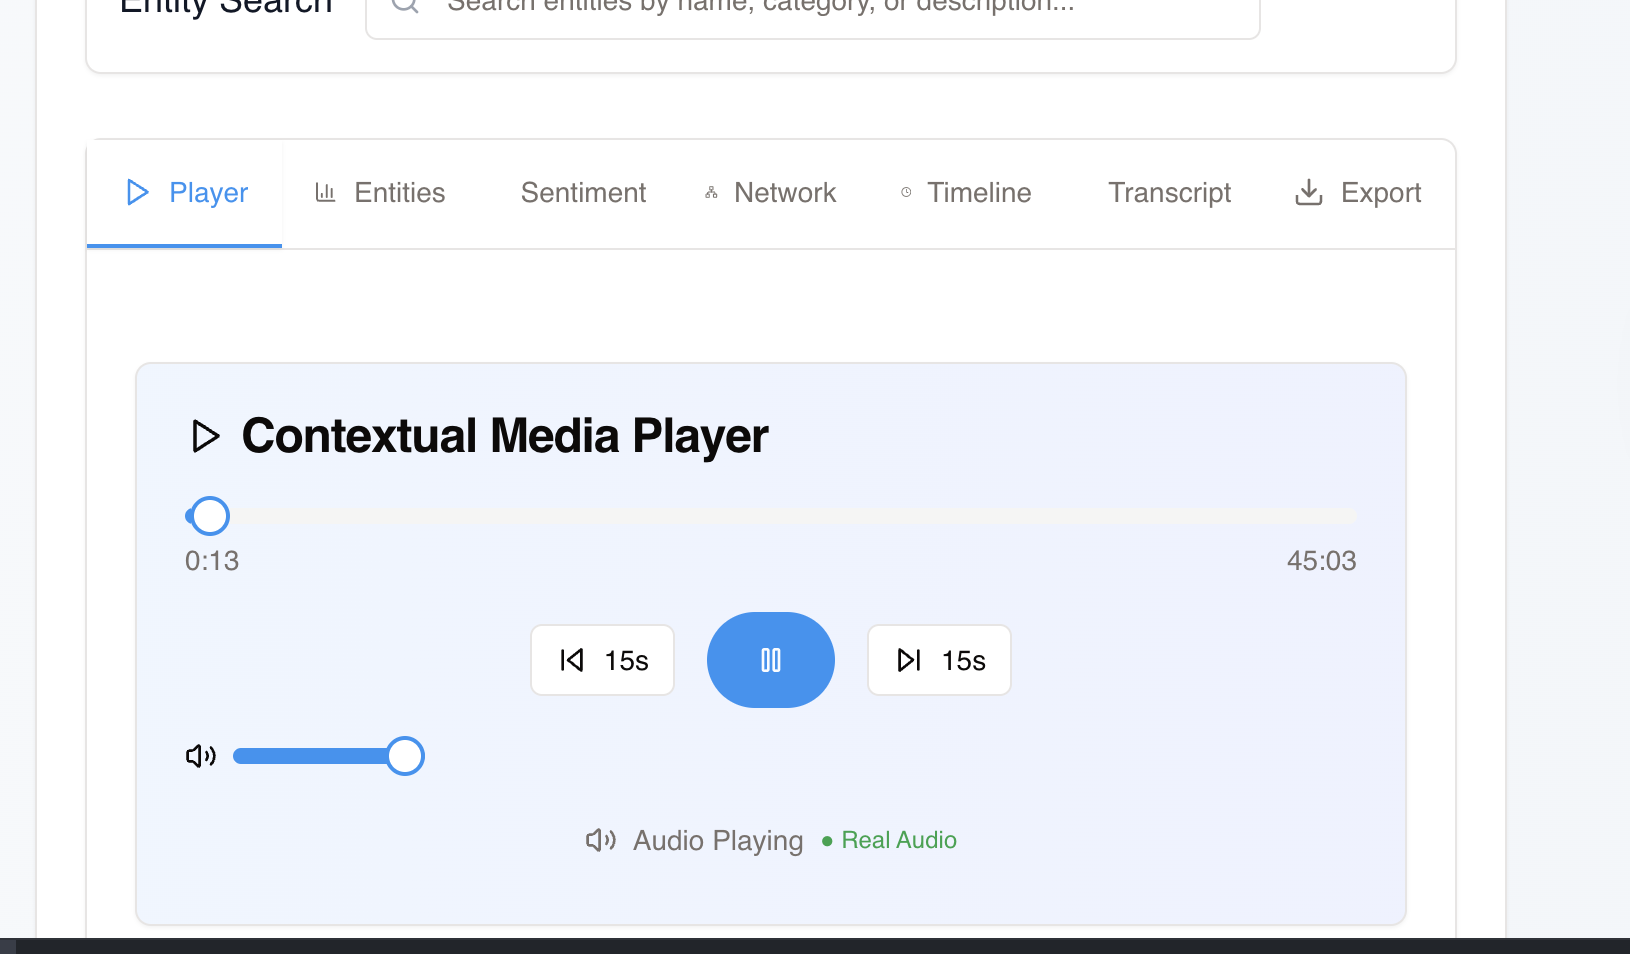 Entity Search
Search entities by name, category, or description...
Player Entities Sentiment Network Timeline Transcript Export
Contextual Media Player
0:13 45:03
15s 15s
Audio Playing ● Real Audio